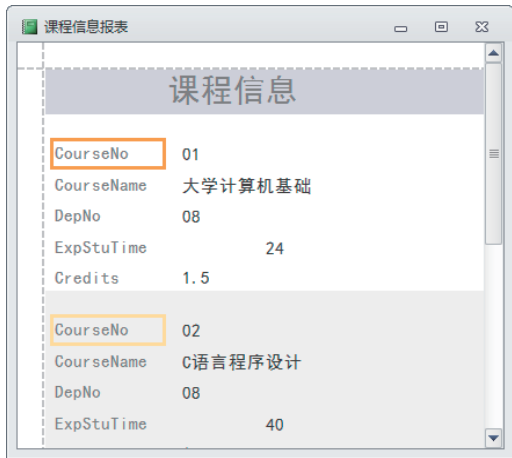 课程信息报表
课程信息
CourseNo 01
CourseName 大学计算机基础
DepNo 08
ExpStuTime 24
Credits 1.5
CourseNo 02
CourseName C语言程序设计
DepNo 08
ExpStuTime 40